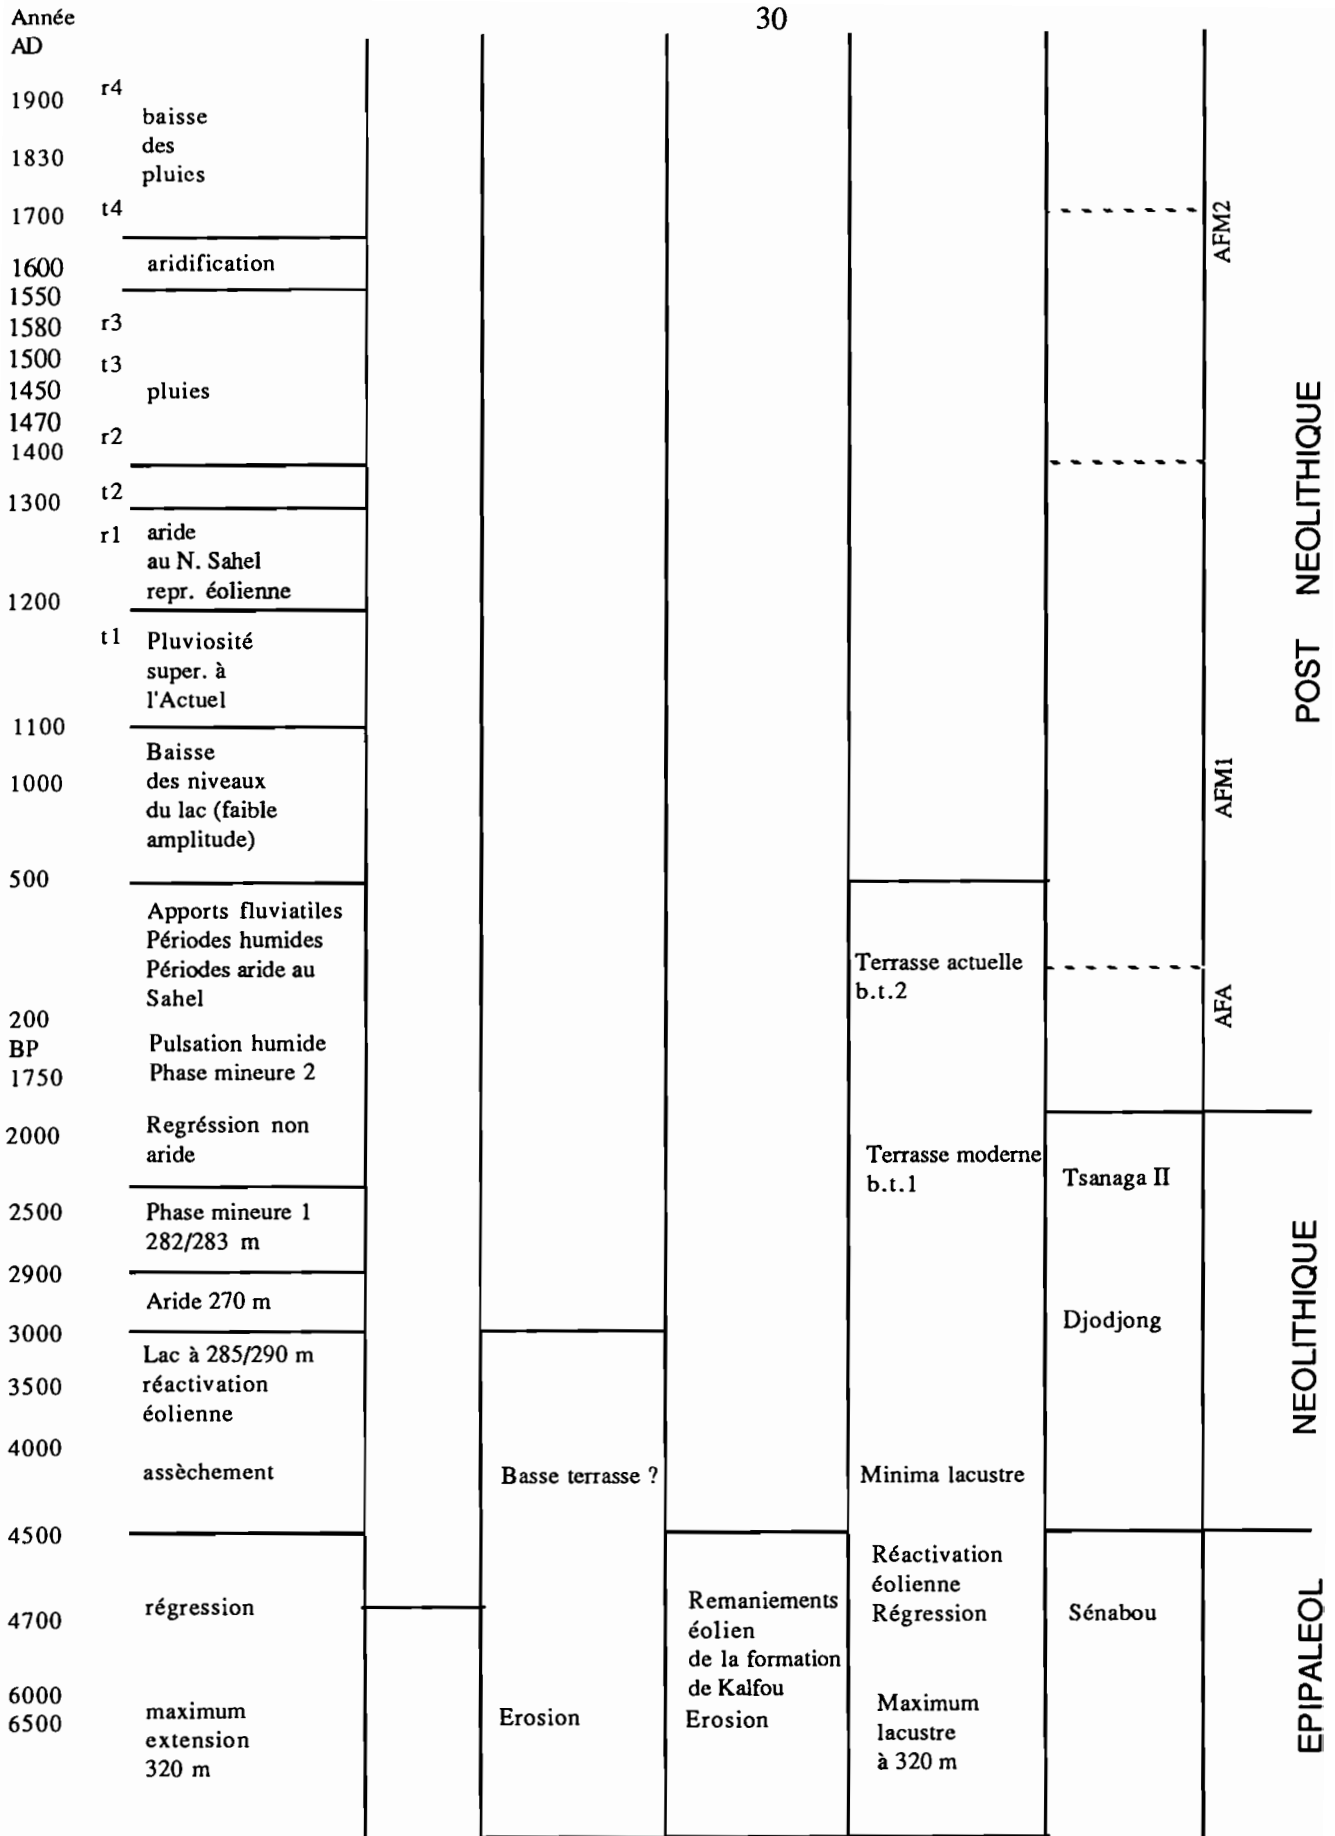 30
Année
AD
1900
1830
1700
1600
1550
1580
1500
1450
1470
1400
1300
1200
1100
1000
500
200
BP
1750
2000
2500
2900
3000
3500
4000
4500
4700
6000
6500
r4
t4
r3
t3
r2
t2
r1
t1
baisse
des
pluies
aridification
pluies
aride
au N. Sahel
repr. éolienne
Pluviosité
super. à
l'Actuel
Baisse
des niveaux
du lac (faible
amplitude)
Apports fluviatiles
Périodes humides
Périodes aride au
Sahel
Pulsation humide
Phase mineure 2
Regréssion non
aride
Phase mineure 1
282/283 m
Aride 270 m
Lac à 285/290 m
réactivation
éolienne
assèchement
régression
maximum
extension
320 m
Basse terrasse ?
Erosion
Remaniements
éolien
de la formation
de Kalfou
Erosion
Terrasse actuelle
b.t.2
Terrasse moderne
b.t.1
Minima lacustre
Réactivation
éolienne
Régression
Maximum
lacustre
à 320 m
Tsanaga II
Djodjong
Sénabou
AFM2
AFM1
AFA
POST NEOLITHIQUE
NEOLITHIQUE
EPIPALEOL